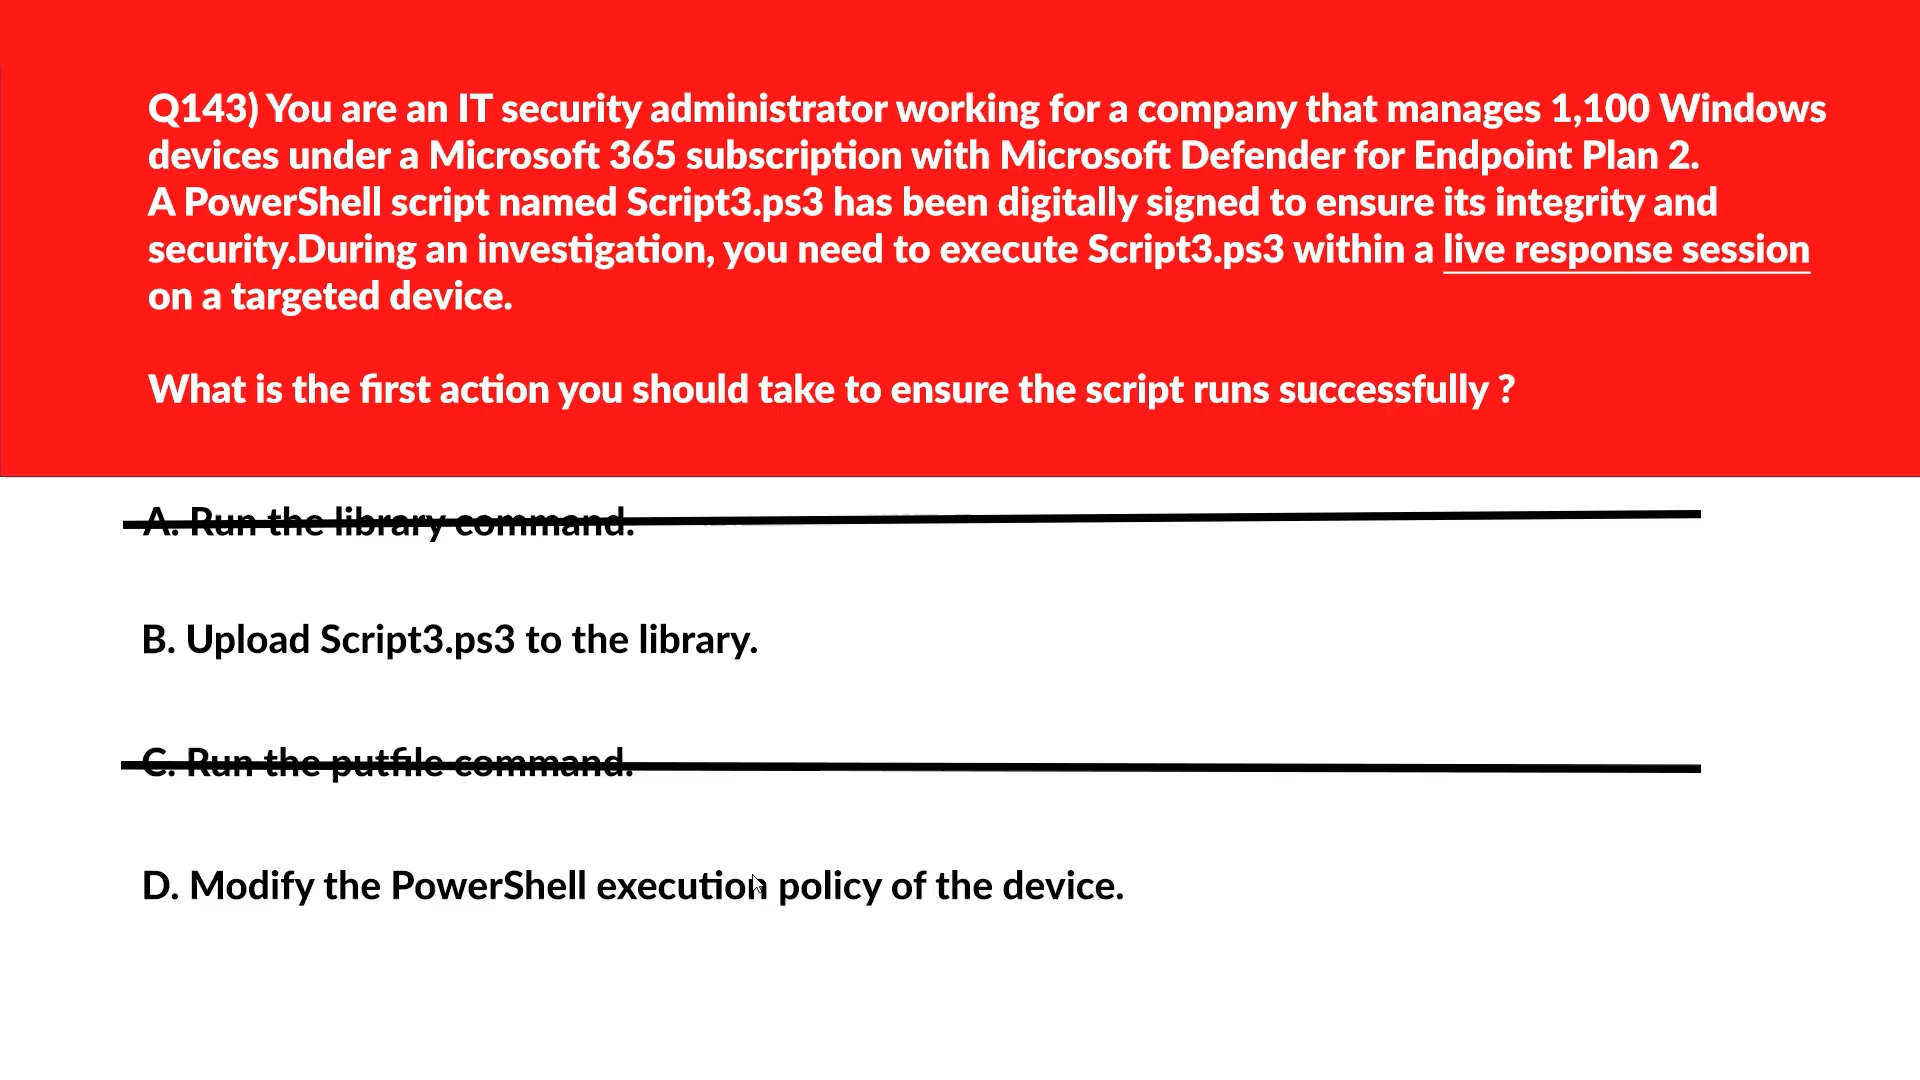 Q143) You are an IT security administrator working for a company that manages 1,100 Windows
devices under a Microsoft 365 subscription with Microsoft Defender for Endpoint Plan 2.
A PowerShell script named Script3.ps3 has been digitally signed to ensure its integrity and
security.During an investigation, you need to execute Script3.ps3 within a live response session
on a targeted device.
What is the first action you should take to ensure the script runs successfully ?
A. Run the library command.
B. Upload Script3.ps3 to the library.
C. Run the putfile command.
D. Modify the PowerShell execution policy of the device.